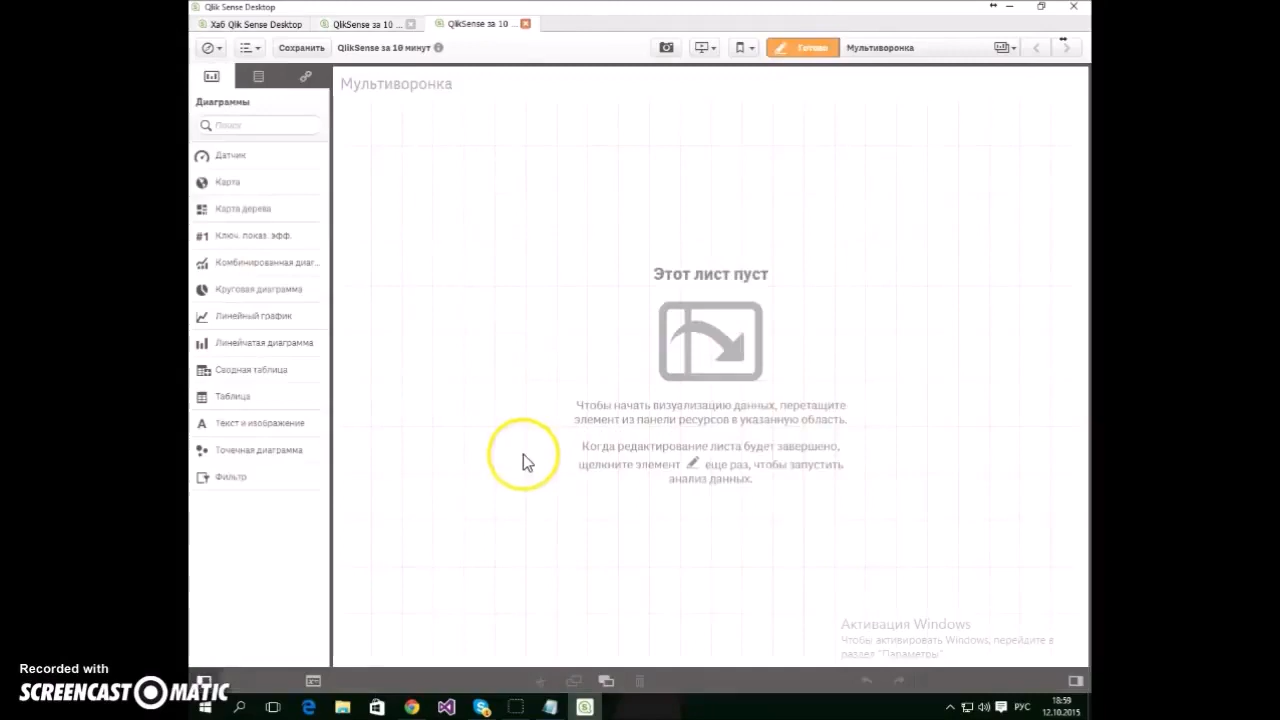 Qlik Sense Desktop
Хаб Qlik Sense Desktop
QlikSense за 10 ...
QlikSense за 10 ...
Сохранить
QlikSense за 10 минут
Готово
Мультиворонка
Мультиворонка
Диаграммы
Поиск
Датчик
Карта
Карта дерева
#1 Ключ. показ. эфф.
Комбинированная диаг...
Круговая диаграмма
Линейный график
Линейчатая диаграмма
Сводная таблица
Таблица
A Текст и изображение
Точечная диаграмма
Фильтр
Этот лист пуст
Чтобы начать визуализацию данных, перетащите
элемент из панели ресурсов в указанную область.
Когда редактирование листа будет завершено,
щелкните элемент еще раз, чтобы запустить
анализ данных.
Активация Windows
Чтобы активировать Windows, перейдите в
раздел "Параметры".
Recorded with
SCREENCAST O MATIC
РУС
18:59
12.10.2015